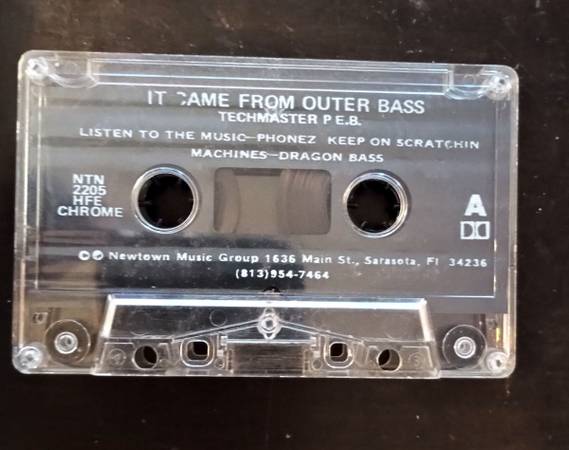 IT CAME FROM OUTER BASS
TECHMASTER P.E.B.
LISTEN TO THE MUSIC—PHONEZ KEEP ON SCRATCHIN
MACHINES—DRAGON BASS
NTN
2205
HFE
CHROME
A
©℗ Newtown Music Group 1636 Main St., Sarasota, Fl 34236
(813)954-7464